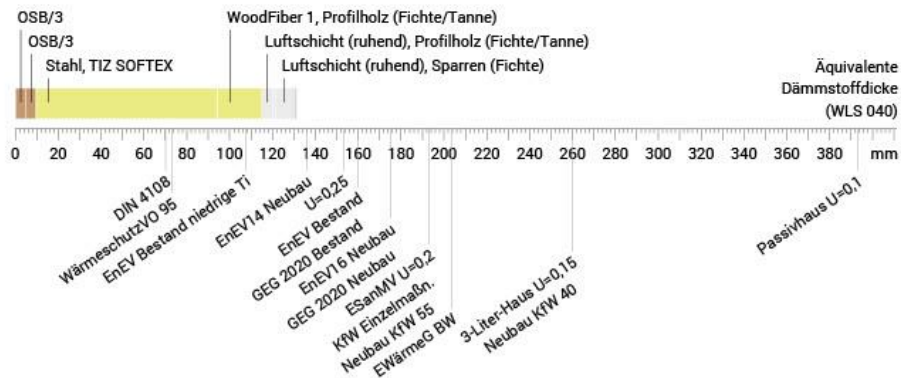 OSB/3
WoodFiber 1, Profilholz (Fichte/Tanne)
OSB/3
Luftschicht (ruhend), Profilholz (Fichte/Tanne)
Stahl, TIZ SOFTEX
Luftschicht (ruhend), Sparren (Fichte)
Äquivalente
Dämmstoffdicke
(WLS 040)
0 20 40 60 80 100 120 140 160 180 200 220 240 260 280 300 320 340 360 380 mm
DIN 4108
WärmeschutzVO 95
EnEV Bestand niedrige Ti
EnEV14 Neubau
U=0,25
EnEV Bestand
GEG 2020 Bestand
EnEV16 Neubau
GEG 2020 Neubau
ESanMV U=0,2
KfW Einzelmaßn.
Neubau KfW 55
EWärmeG BW
3-Liter-Haus U=0,15
Neubau KfW 40
Passivhaus U=0,1